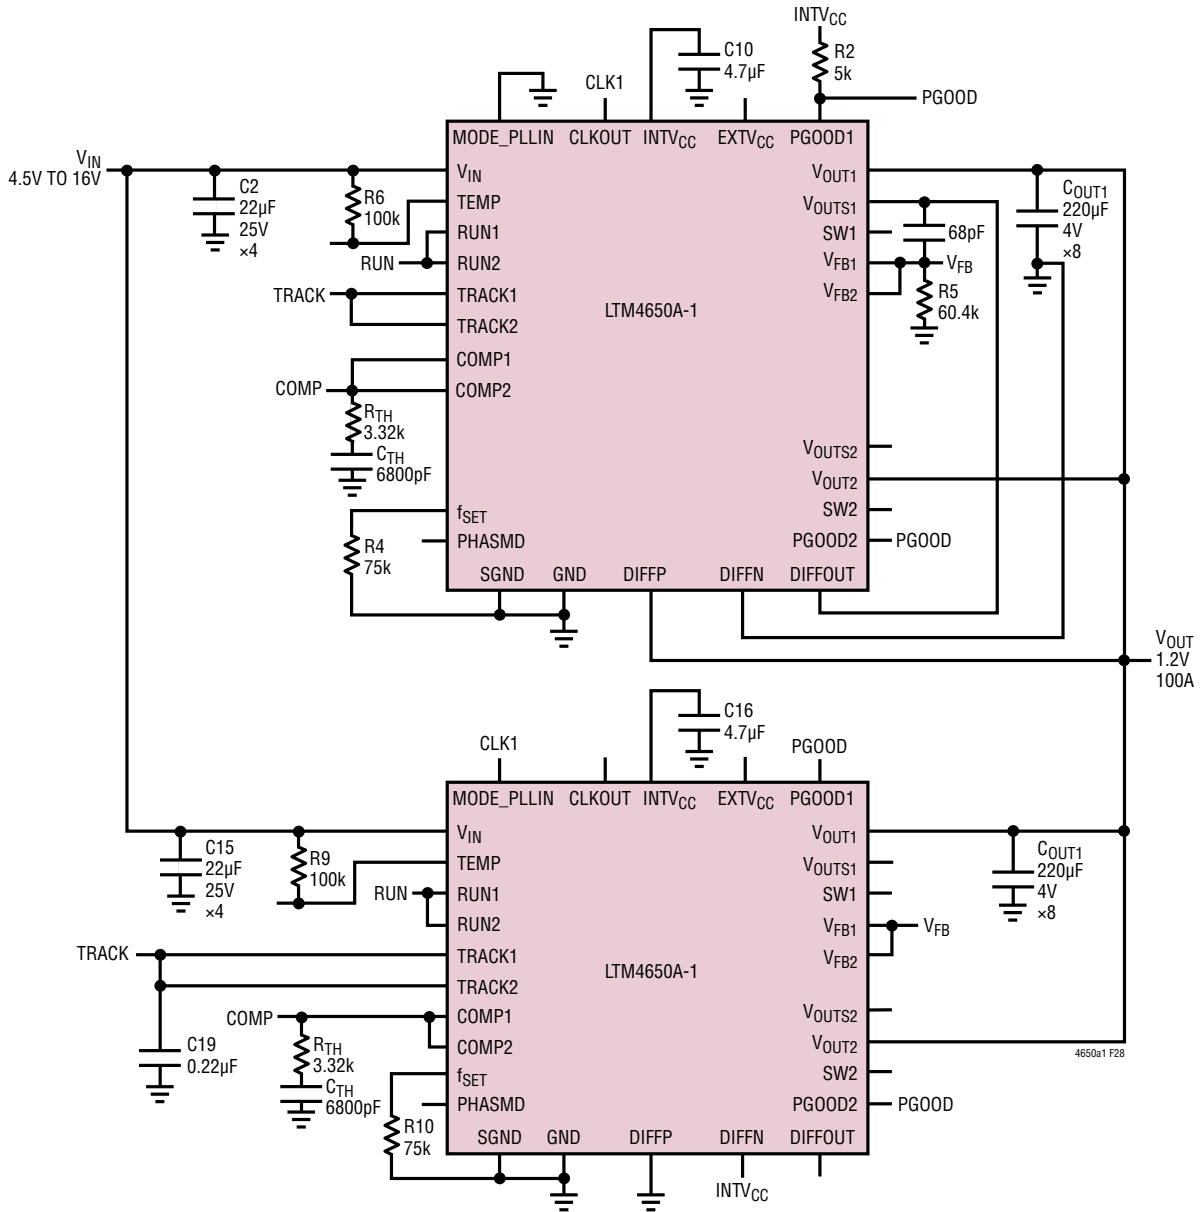 INTVCC
R2
5k
C10
4.7µF
CLK1
PGOOD
MODE_PLLIN CLKOUT INTVCC EXTVCC PGOOD1
VIN
4.5V TO 16V
C2
22µF
25V
×4
R6
100k
RUN
TRACK
COMP
RTH
3.32k
CTH
6800pF
R4
75k
VIN
TEMP
RUN1
RUN2
TRACK1
TRACK2
COMP1
COMP2
fSET
PHASMD
LTM4650A-1
VOUT1
VOUTS1
SW1
VFB1
VFB2
VOUTS2
VOUT2
SW2
PGOOD2
SGND GND DIFFP DIFFN DIFFOUT
68pF
VFB
R5
60.4k
COUT1
220µF
4V
×8
PGOOD
VOUT
1.2V
100A
C16
4.7µF
CLK1
PGOOD
MODE_PLLIN CLKOUT INTVCC EXTVCC PGOOD1
C15
22µF
25V
×4
R9
100k
RUN
TRACK
C19
0.22µF
COMP
RTH
3.32k
CTH
6800pF
R10
75k
VIN
TEMP
RUN1
RUN2
TRACK1
TRACK2
COMP1
COMP2
fSET
PHASMD
LTM4650A-1
VOUT1
VOUTS1
SW1
VFB1
VFB2
VOUTS2
VOUT2
SW2
PGOOD2
SGND GND DIFFP DIFFN DIFFOUT
COUT1
220µF
4V
×8
VFB
4650a1 F28
PGOOD
INTVCC